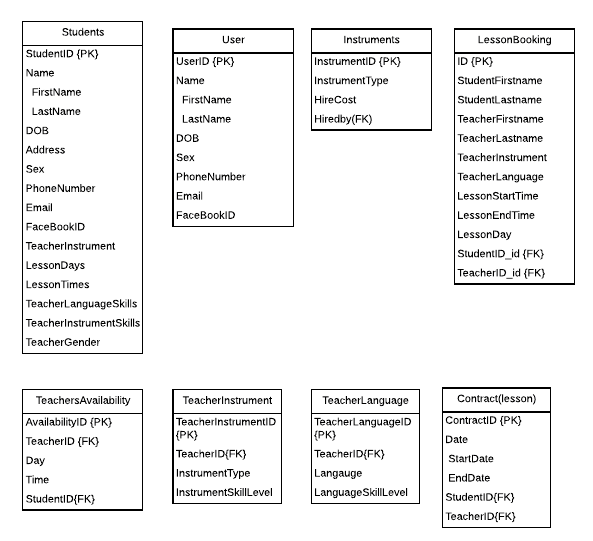 Students
StudentID {PK}
Name
FirstName
LastName
DOB
Address
Sex
PhoneNumber
Email
FaceBookID
TeacherInstrument
LessonDays
LessonTimes
TeacherLanguageSkills
TeacherInstrumentSkills
TeacherGender
User
UserID {PK}
Name
FirstName
LastName
DOB
Sex
PhoneNumber
Email
FaceBookID
Instruments
InstrumentID {PK}
InstrumentType
HireCost
Hiredby(FK)
LessonBooking
ID {PK}
StudentFirstname
StudentLastname
TeacherFirstname
TeacherLastname
TeacherInstrument
TeacherLanguage
LessonStartTime
LessonEndTime
LessonDay
StudentID_id {FK}
TeacherID_id {FK}
TeachersAvailability
AvailabilityID {PK}
TeacherID {FK}
Day
Time
StudentID{FK}
TeacherInstrument
TeacherInstrumentID
{PK}
TeacherID{FK}
InstrumentType
InstrumentSkillLevel
TeacherLanguage
TeacherLanguageID
{PK}
TeacherID{FK}
Langauge
LanguageSkillLevel
Contract(lesson)
ContractID {PK}
Date
StartDate
EndDate
StudentID{FK}
TeacherID{FK}